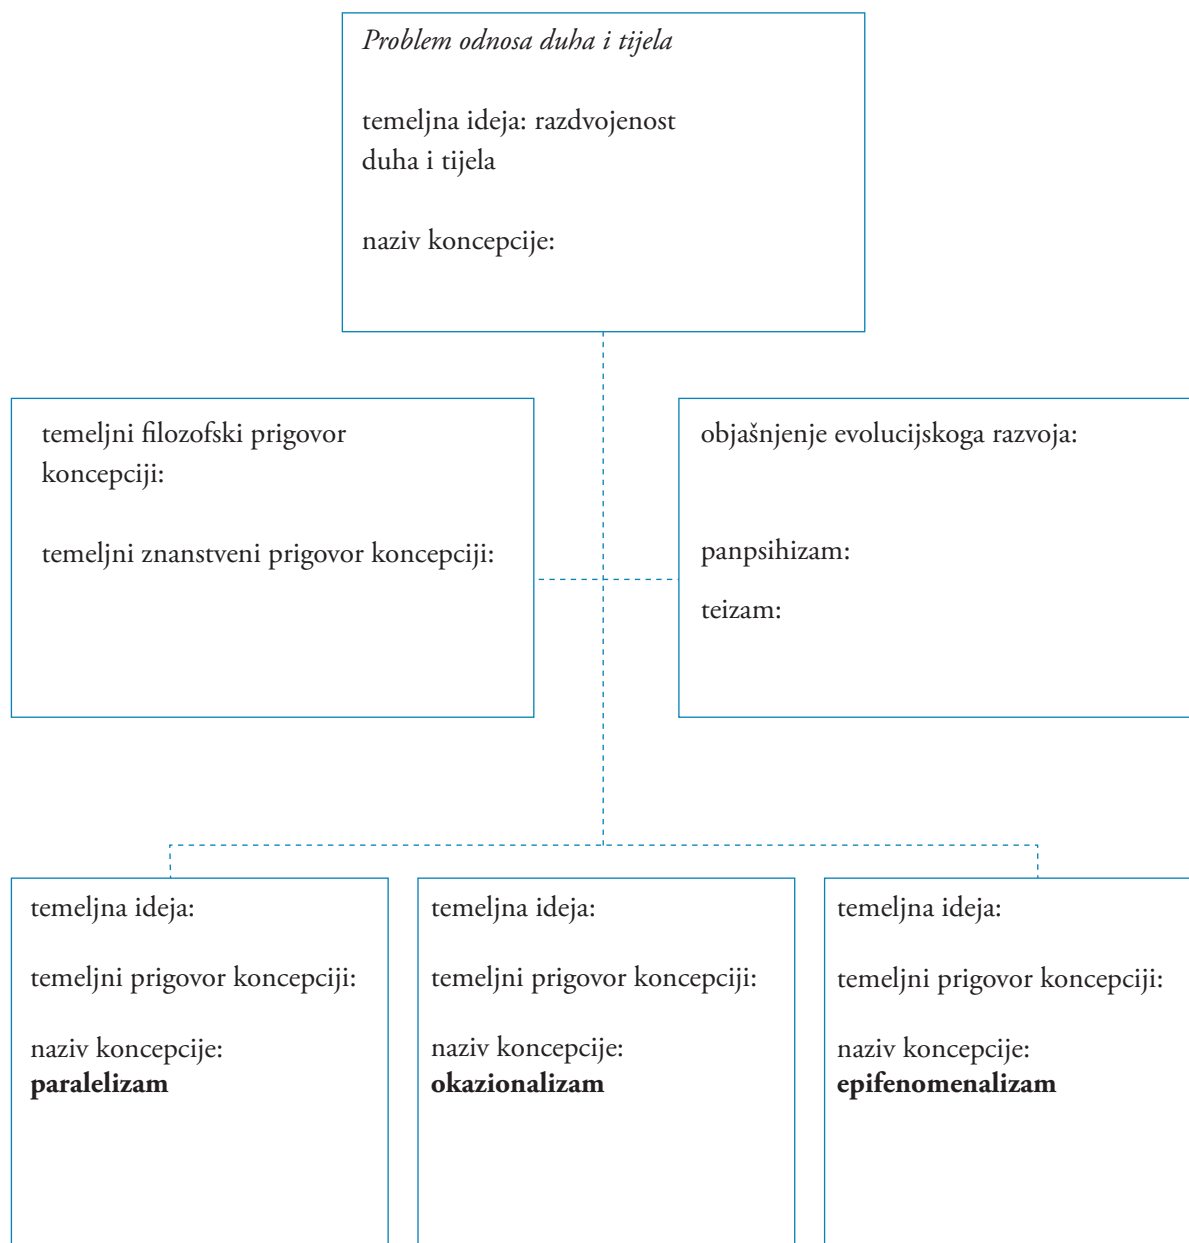 Problem odnosa duha i tijela
temeljna ideja: razdvojenost
duha i tijela
naziv koncepcije:
temeljni filozofski prigovor
koncepciji:
temeljni znanstveni prigovor koncepciji:
objašnjenje evolucijskoga razvoja:
panpsihizam:
teizam:
temeljna ideja:
temeljni prigovor koncepciji:
naziv koncepcije:
paralelizam
temeljna ideja:
temeljni prigovor koncepciji:
naziv koncepcije:
okazionalizam
temeljna ideja:
temeljni prigovor koncepciji:
naziv koncepcije:
epifenomenalizam